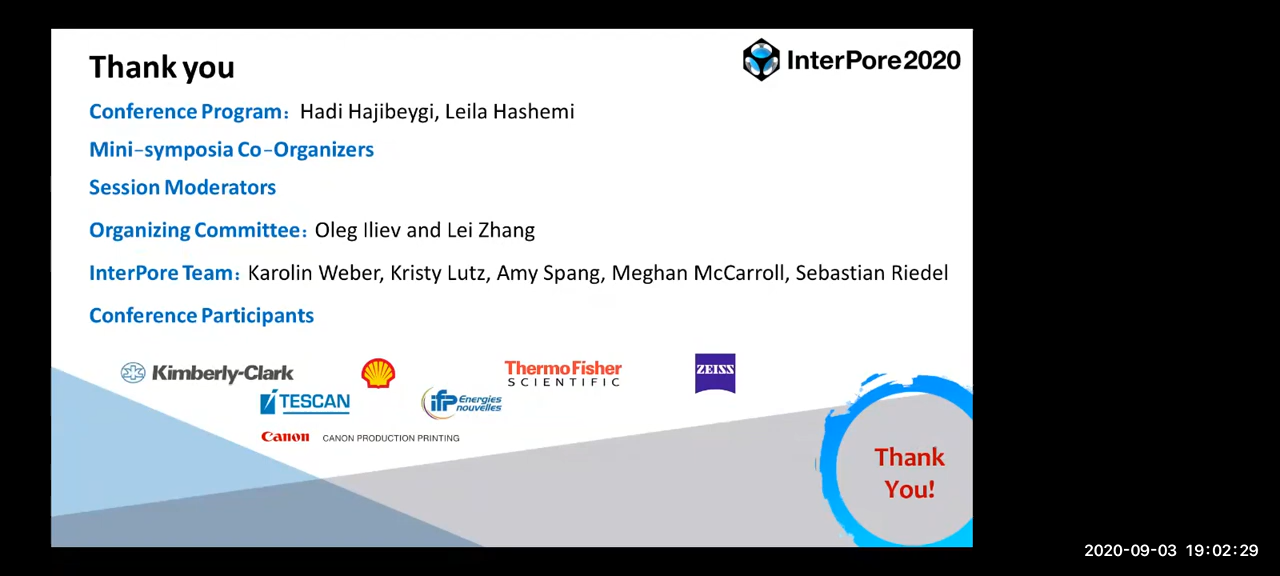 Thank you
InterPore2020
Conference Program: Hadi Hajibeygi, Leila Hashemi
Mini-symposia Co-Organizers
Session Moderators
Organizing Committee: Oleg Iliev and Lei Zhang
InterPore Team: Karolin Weber, Kristy Lutz, Amy Spang, Meghan McCarroll, Sebastian Riedel
Conference Participants
Kimberly-Clark
ThermoFisher
SCIENTIFIC
ZEISS
TESCAN
ifp Energies
nouvelles
Canon CANON PRODUCTION PRINTING
Thank
You!
2020-09-03 19:02:29